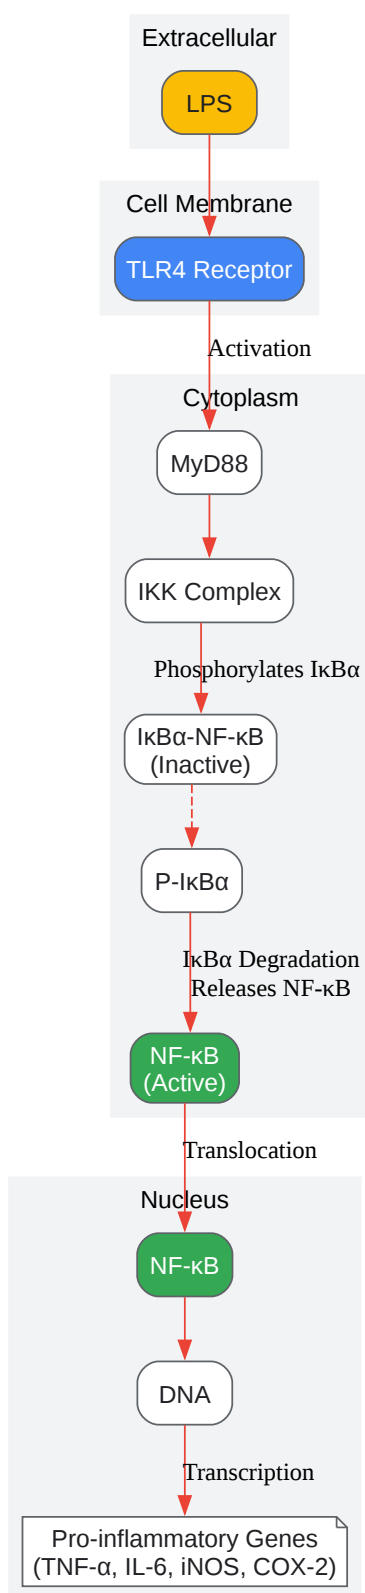 Extracellular
LPS
Cell Membrane
TLR4 Receptor
Activation
Cytoplasm
MyD88
IKK Complex
Phosphorylates IκBα
IκBα-NF-κB
(Inactive)
P-IκBα
IκBα Degradation
Releases NF-κB
NF-κB
(Active)
Translocation
Nucleus
NF-κB
DNA
Transcription
Pro-inflammatory Genes
(TNF-α, IL-6, iNOS, COX-2)